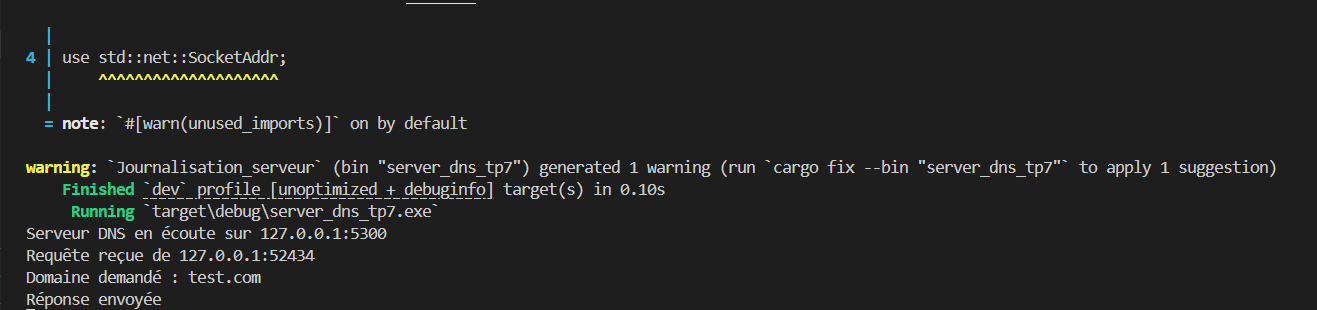 |
4 | use std::net::SocketAddr;
|     ^^^^^^^^^^^^^^^^^^^^
|
= note: `#[warn(unused_imports)]` on by default
warning: `Journalisation_serveur` (bin "server_dns_tp7") generated 1 warning (run `cargo fix --bin "server_dns_tp7"` to apply 1 suggestion)
Finished `dev` profile [unoptimized + debuginfo] target(s) in 0.10s
Running `target\debug\server_dns_tp7.exe`
Serveur DNS en écoute sur 127.0.0.1:5300
Requête reçue de 127.0.0.1:52434
Domaine demandé : test.com
Réponse envoyée